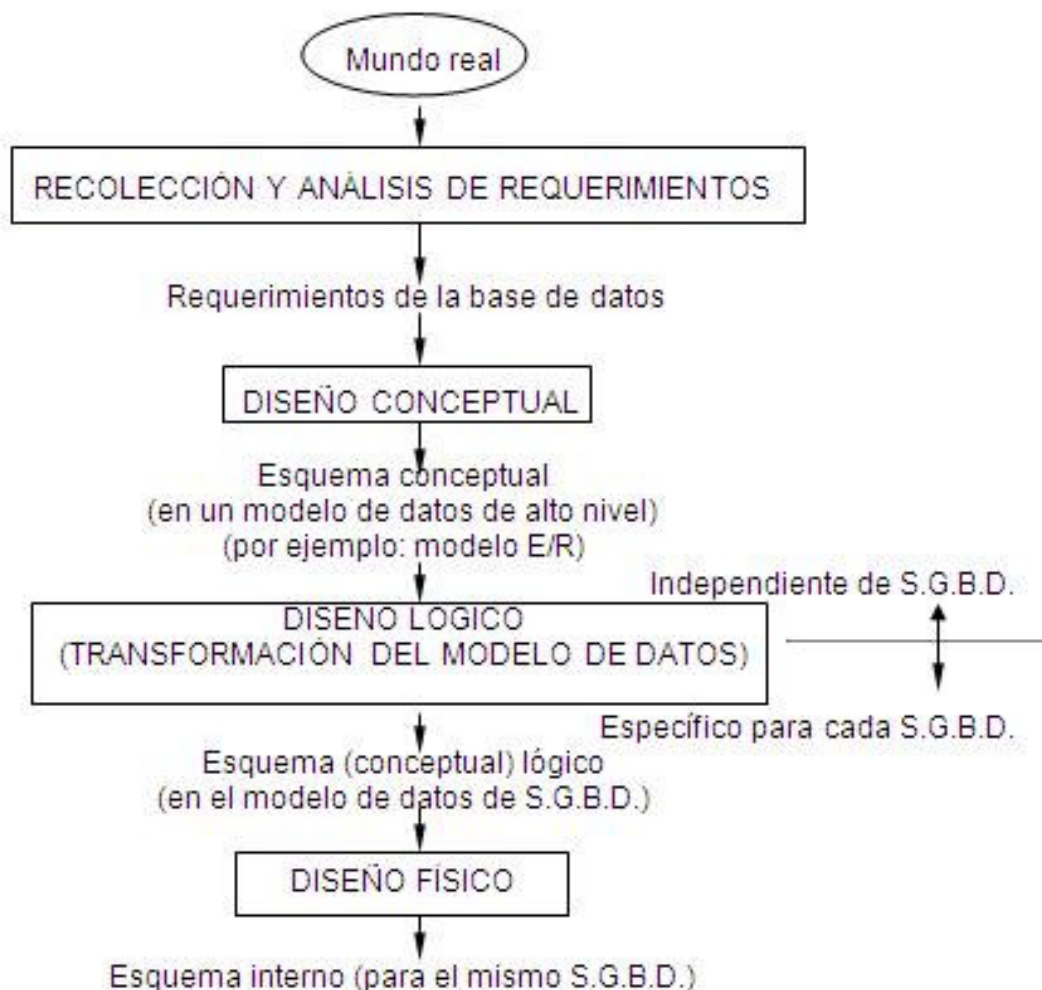 Mundo real
RECOLECCIÓN Y ANÁLISIS DE REQUERIMIENTOS
Requerimientos de la base de datos
DISEÑO CONCEPTUAL
Esquema conceptual
(en un modelo de datos de alto nivel)
(por ejemplo: modelo E/R)
Independiente de S.G.B.D.
DISEÑO LOGICO
(TRANSFORMACIÓN DEL MODELO DE DATOS)
Específico para cada S.G.B.D.
Esquema (conceptual) lógico
(en el modelo de datos de S.G.B.D.)
DISEÑO FÍSICO
Esquema interno (para el mismo S.G.B.D.)